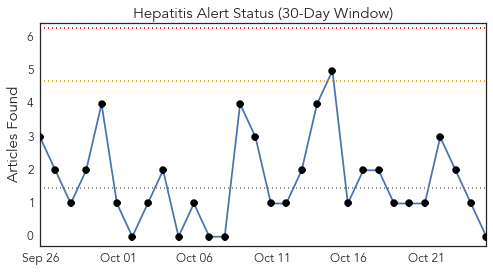 Hepatitis Alert Status (30-Day Window)
Articles Found
6
5
4
3
2
1
0
Sep 26 Oct 01 Oct 06 Oct 11 Oct 16 Oct 21